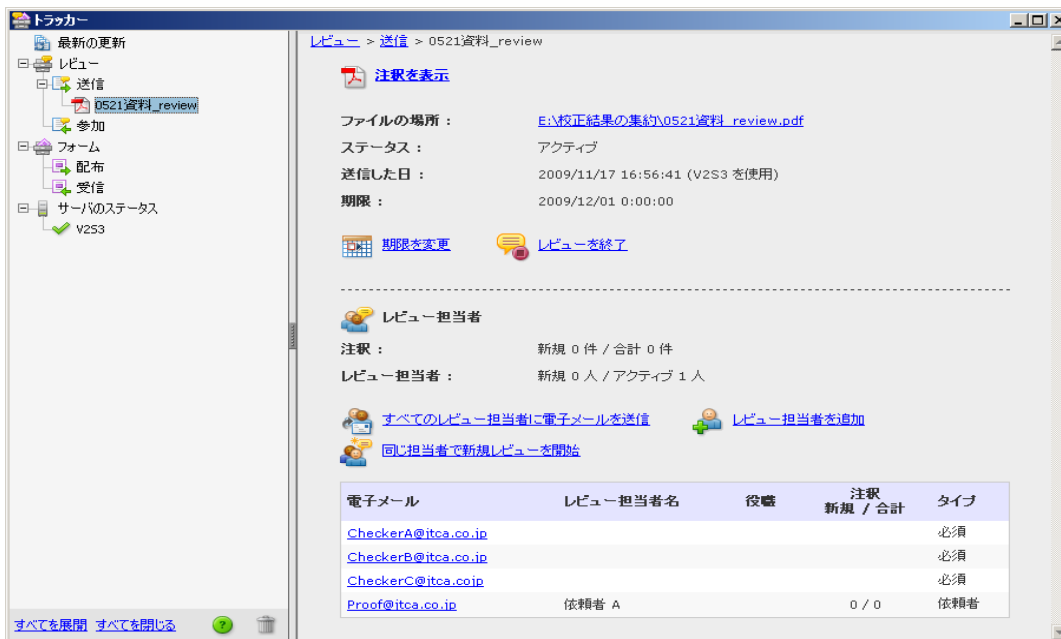 トラッカー
最新の更新
レビュー
送信
0521資料_review
参加
フォーム
配布
受信
サーバのステータス
V2S3
すべてを展開 すべてを閉じる
レビュー > 送信 > 0521資料_review
注釈を表示
ファイルの場所： E:\校正結果の集約\0521資料_review.pdf
ステータス： アクティブ
送信した日： 2009/11/17 16:56:41 (V2S3 を使用)
期限： 2009/12/01 0:00:00
期限を変更 レビューを終了
レビュー担当者
注釈： 新規 0 件 / 合計 0 件
レビュー担当者： 新規 0 人 / アクティブ 1 人
すべてのレビュー担当者に電子メールを送信 レビュー担当者を追加
同じ担当者で新規レビューを開始
電子メール レビュー担当者名 役職 注釈 新規 / 合計 タイプ
CheckerA@itca.co.jp 必須
CheckerB@itca.co.jp 必須
CheckerC@itca.cojp 必須
Proof@itca.co.jp 依頼者 A 0 / 0 依頼者